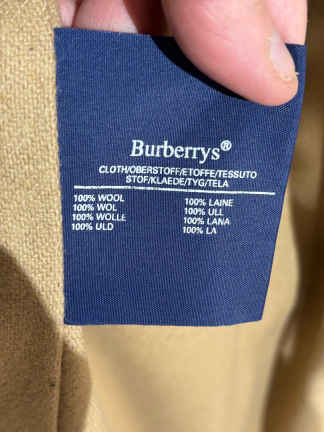 Burberrys®
CLOTH/OBERSTOFF/ETOFFE/TESSUTO
STOF/KLAEDE/TYG/TELA
100% WOOL
100% WOL
100% WOLLE
100% ULD
100% LAINE
100% ULL
100% LANA
100% LA